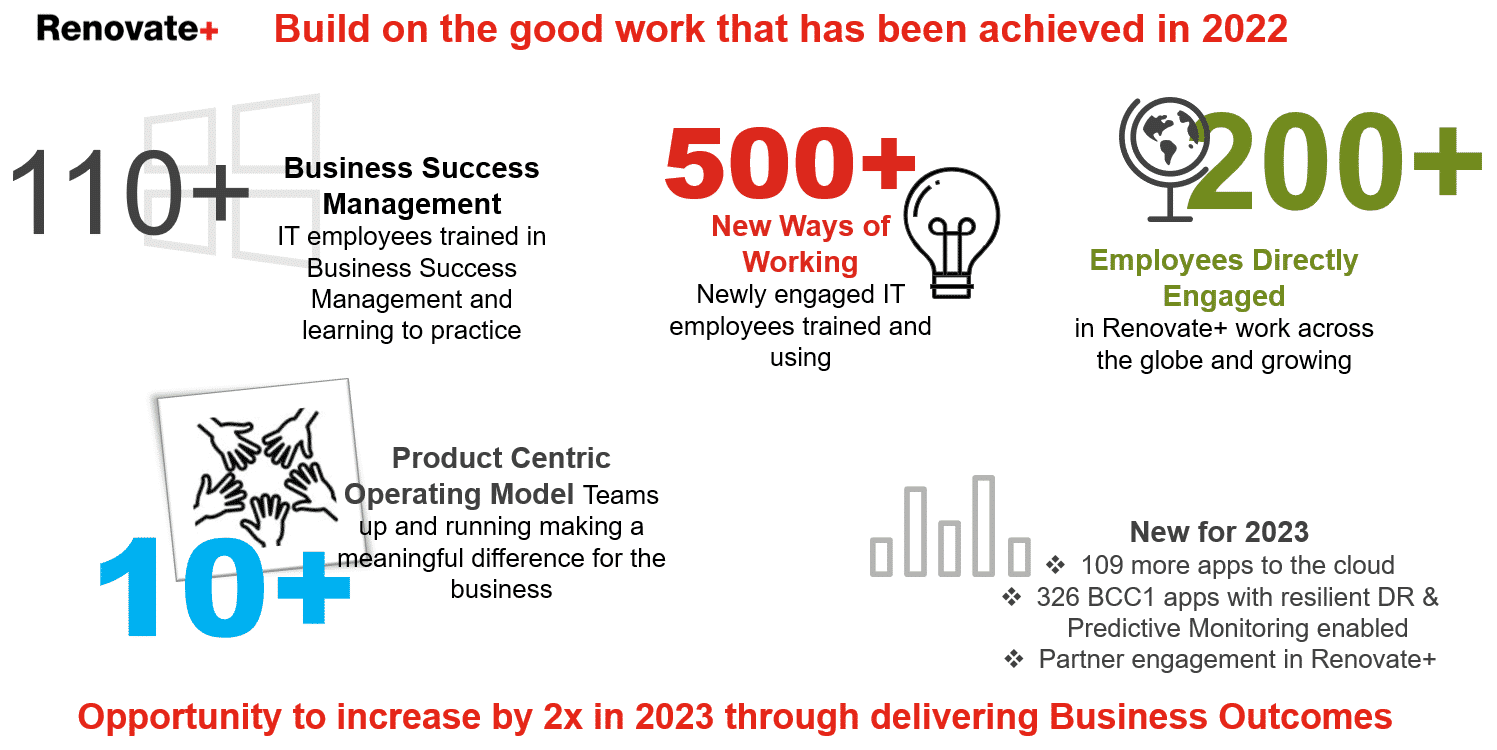 Renovate+
Build on the good work that has been achieved in 2022
110+
Business Success
Management
IT employees trained in
Business Success
Management and
learning to practice
500+
New Ways of
Working
Newly engaged IT
employees trained and
using
200+
Employees Directly
Engaged
in Renovate+ work across
the globe and growing
10+
Product Centric
Operating Model Teams
up and running making a
meaningful difference for the
business
New for 2023
❖ 109 more apps to the cloud
❖ 326 BCC1 apps with resilient DR &
Predictive Monitoring enabled
❖ Partner engagement in Renovate+
Opportunity to increase by 2x in 2023 through delivering Business Outcomes